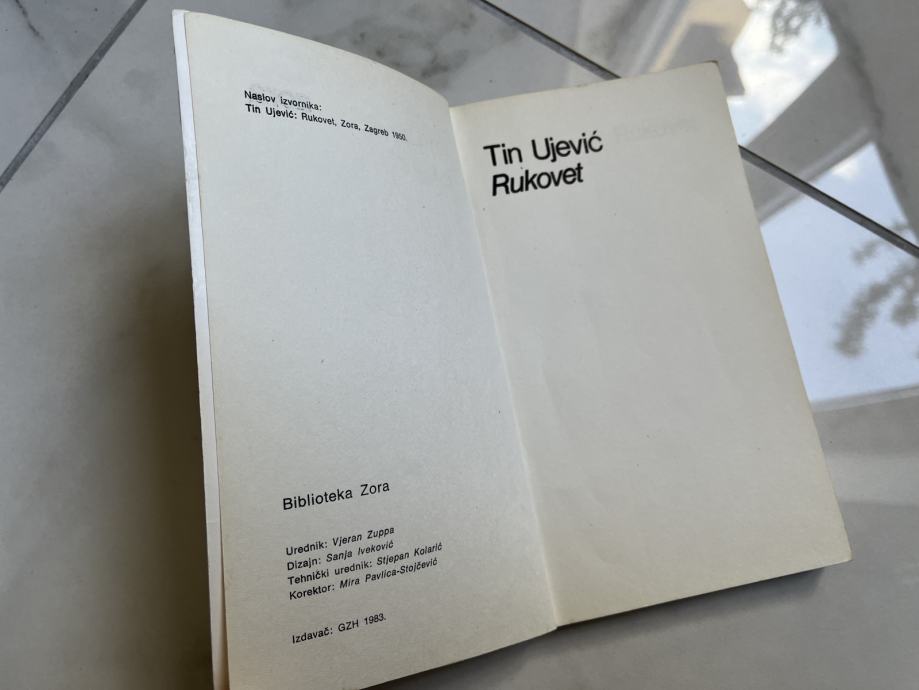 Naslov izvornika:
Tin Ujević: Rukovet, Zora, Zagreb 1950.
Biblioteka Zora
Urednik: Vjeran Zuppa
Dizajn: Sanja Iveković
Tehnički urednik: Stjepan Kolarić
Korektor: Mira Pavlica-Stojčević
Izdavač: GZH 1983.
Tin Ujević
Rukovet